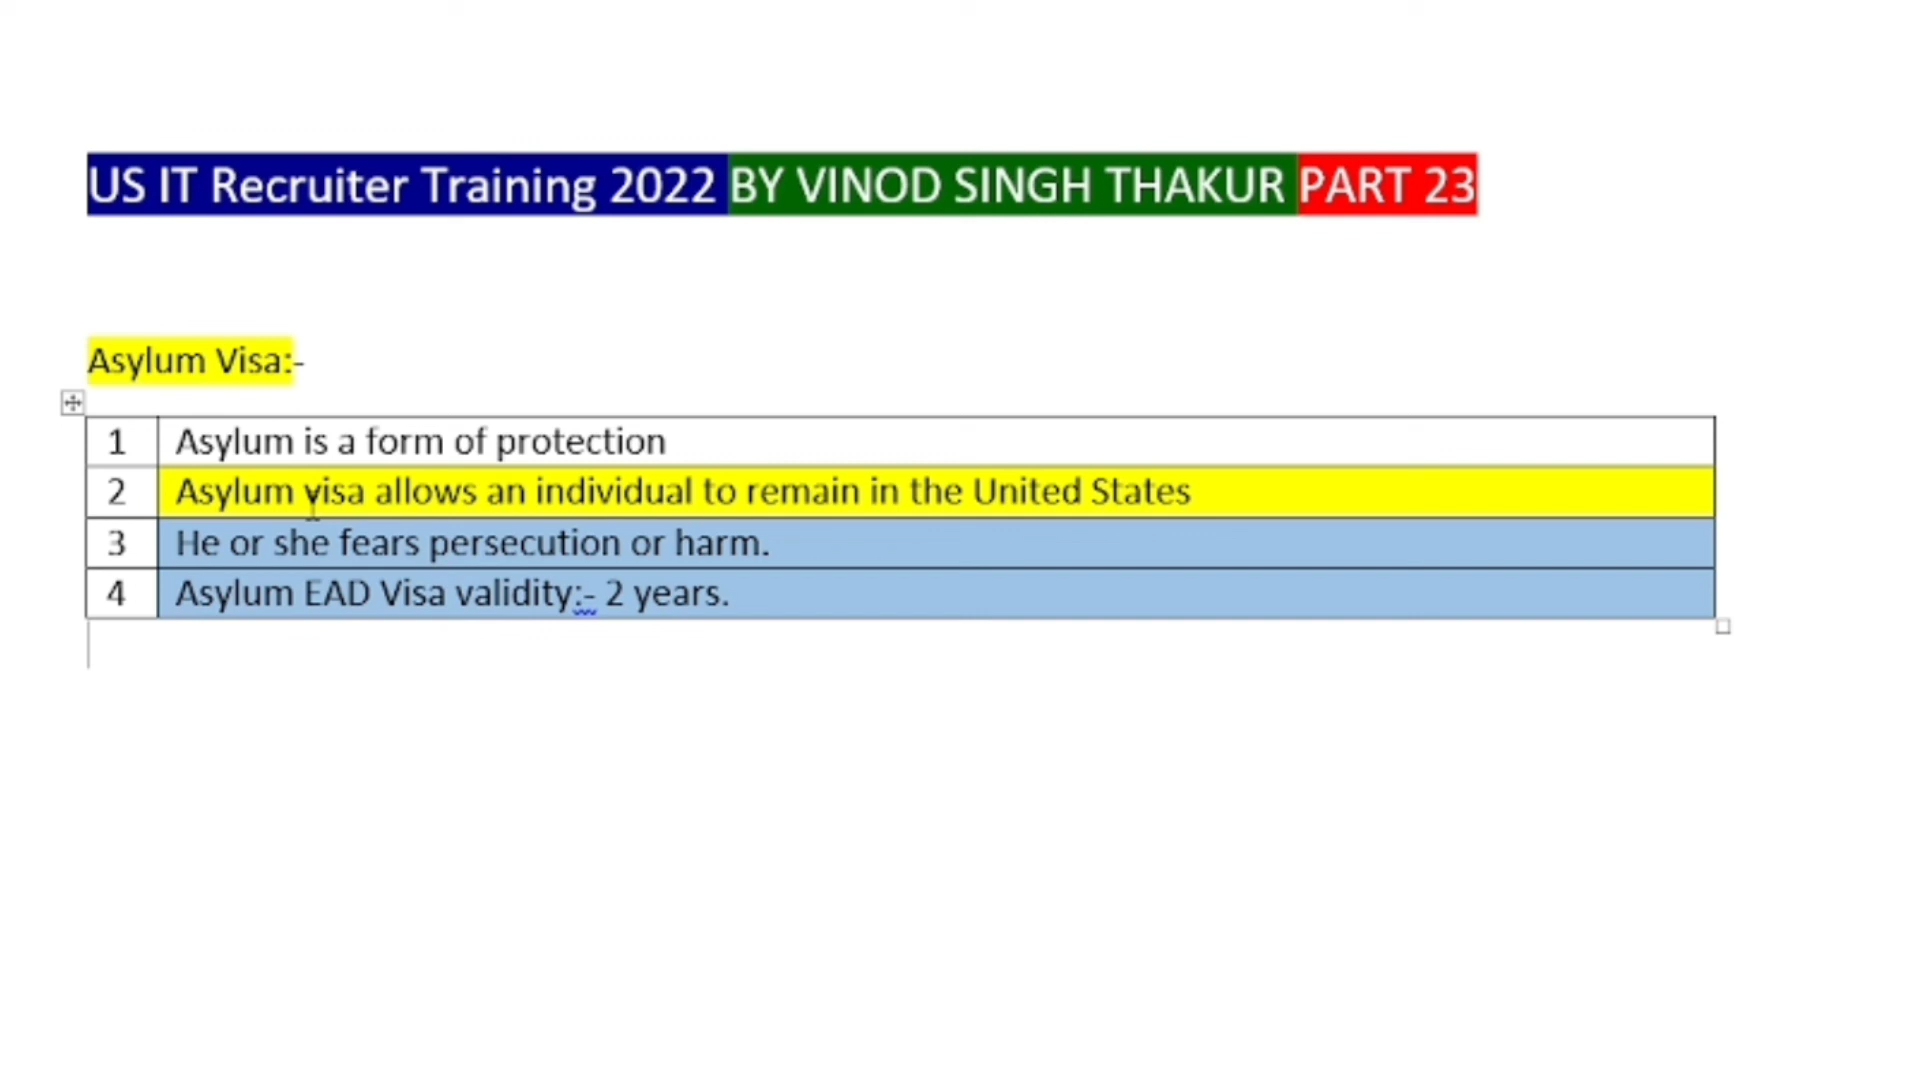 US IT Recruiter Training 2022 BY VINOD SINGH THAKUR PART 23
Asylum Visa:-
1 Asylum is a form of protection
2 Asylum visa allows an individual to remain in the United States
3 He or she fears persecution or harm.
4 Asylum EAD Visa validity:- 2 years.